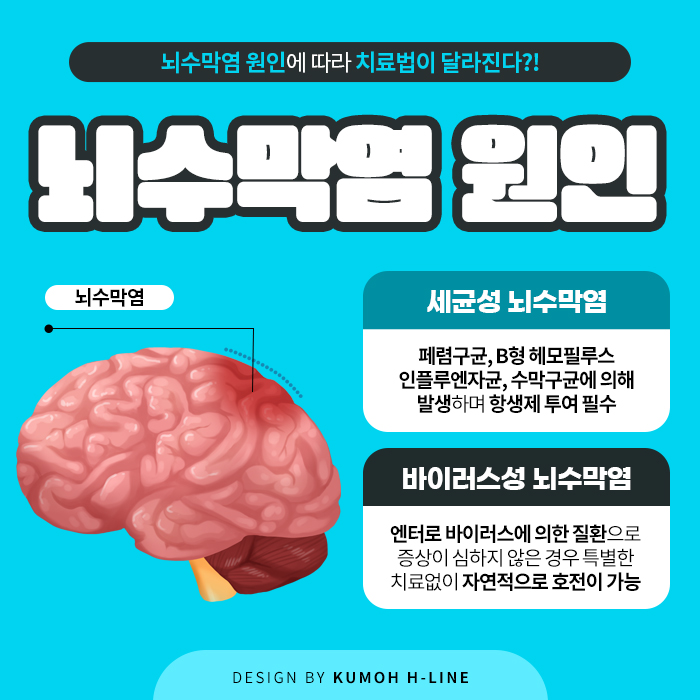 뇌수막염 원인에 따라 치료법이 달라진다?!
뇌수막염 원인
뇌수막염
세균성 뇌수막염
폐렴구균, B형 헤모필루스
인플루엔자균, 수막구균에 의해
발생하며 항생제 투여 필수
바이러스성 뇌수막염
엔터로 바이러스에 의한 질환으로
증상이 심하지 않은 경우 특별한
치료없이 자연적으로 호전이 가능
DESIGN BY KUMOH H-LINE